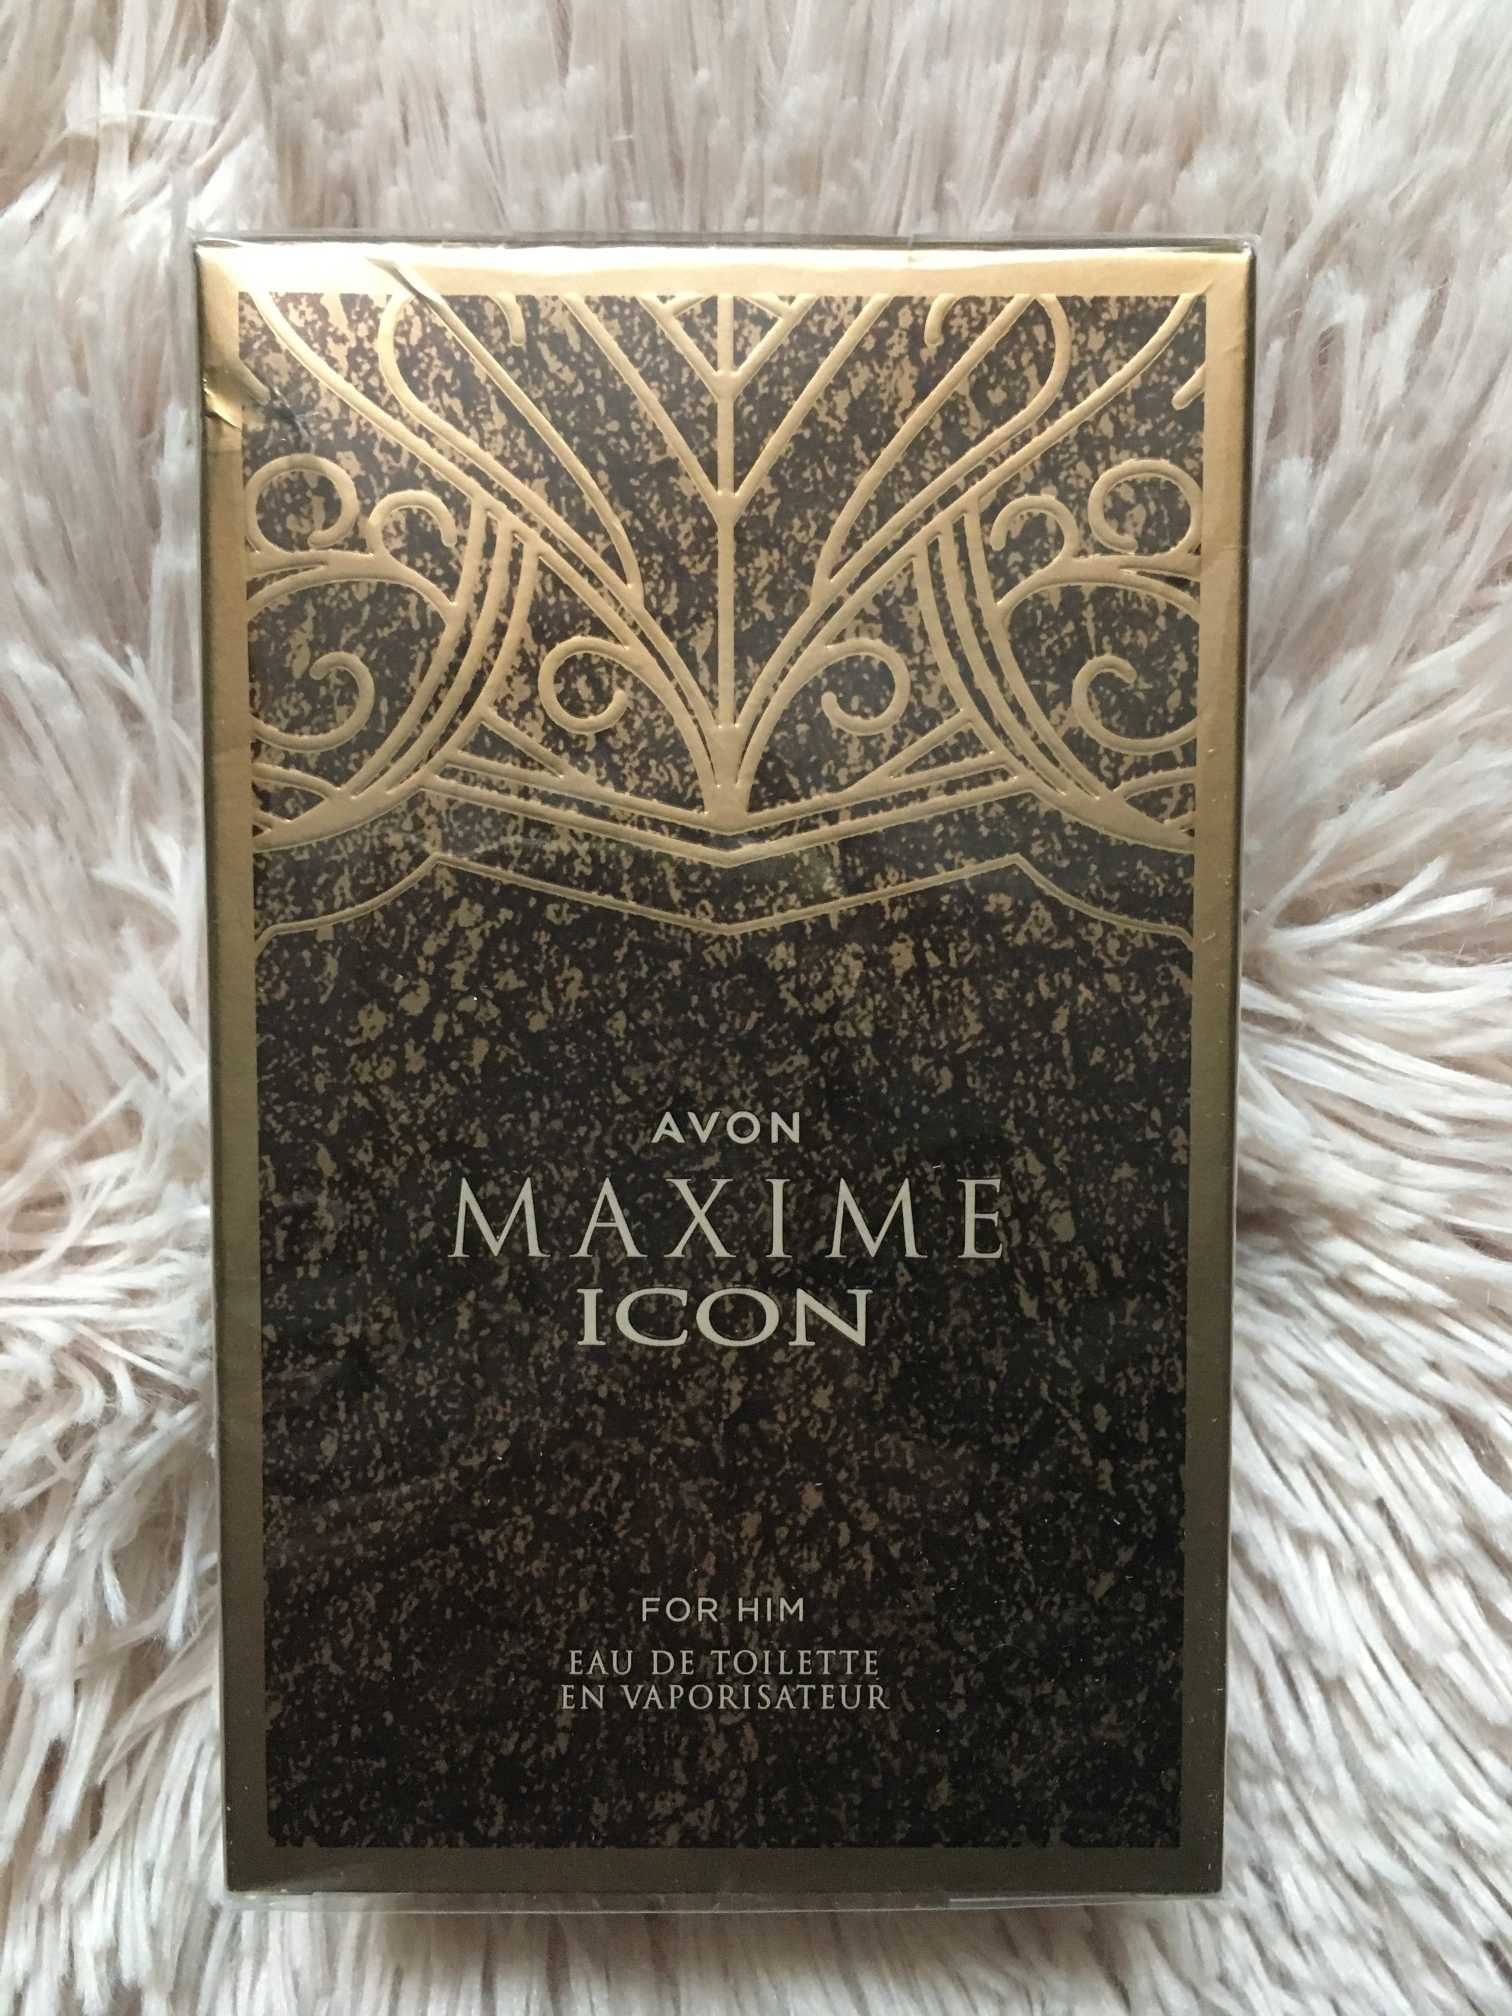 AVON
MAXIME
ICON
FOR HIM
EAU DE TOILETTE
EN VAPORISATEUR